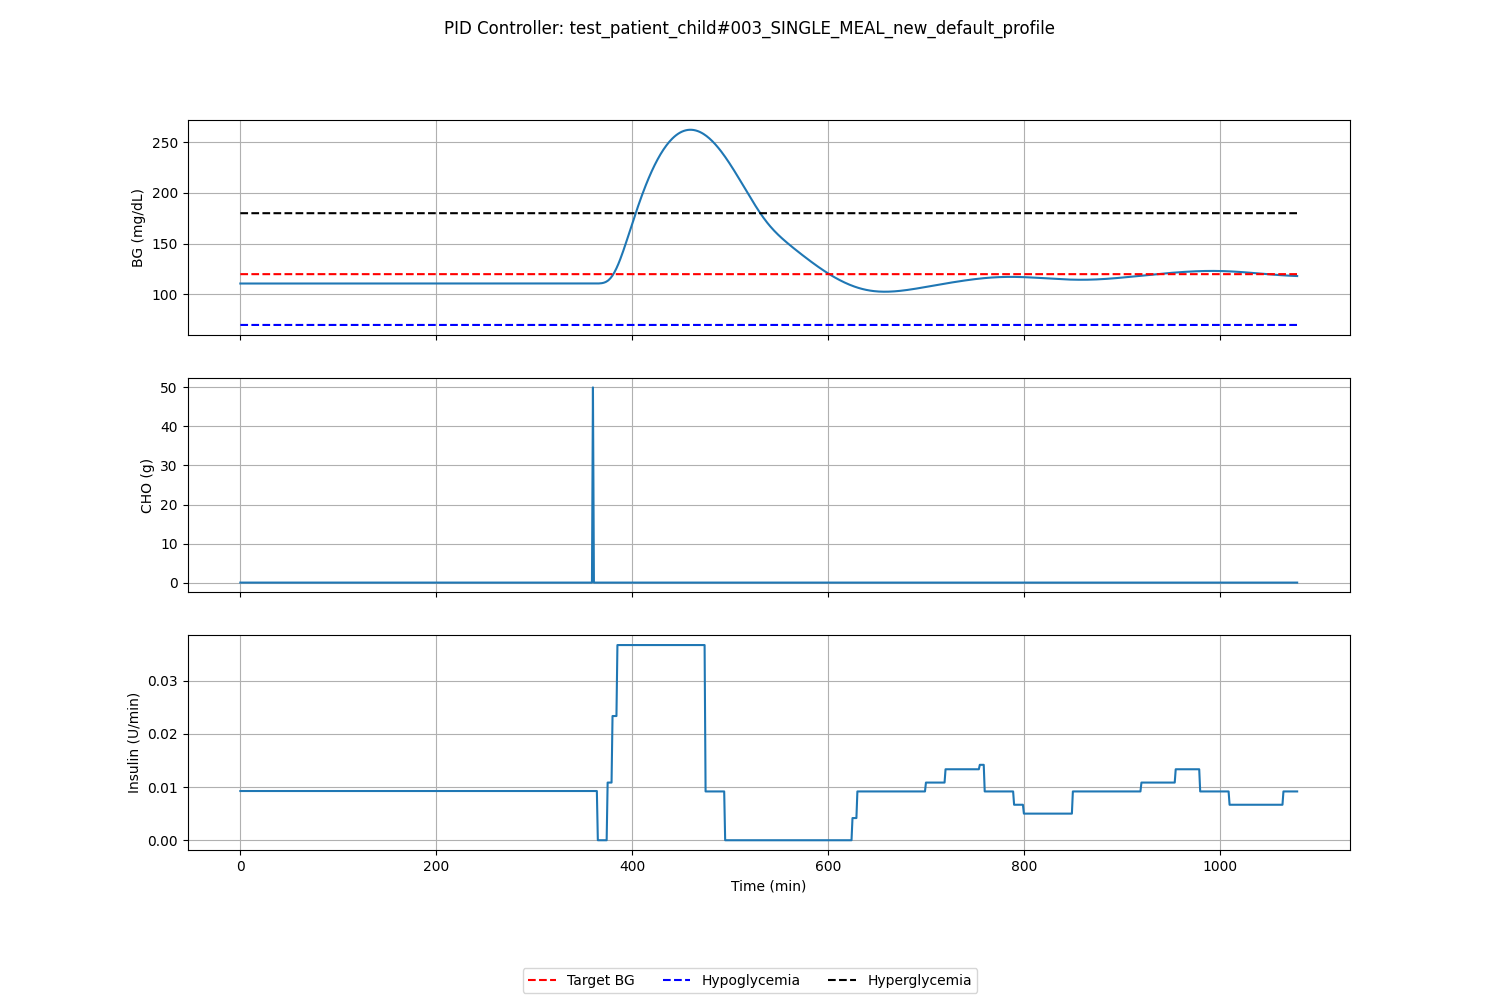 PID Controller: test_patient_child#003_SINGLE_MEAL_new_default_profile
BG (mg/dL)
250
200
150
100
CHO (g)
50
40
30
20
10
0
Insulin (U/min)
0.03
0.02
0.01
0.00
0 200 400 600 800 1000
Time (min)
Target BG Hypoglycemia Hyperglycemia